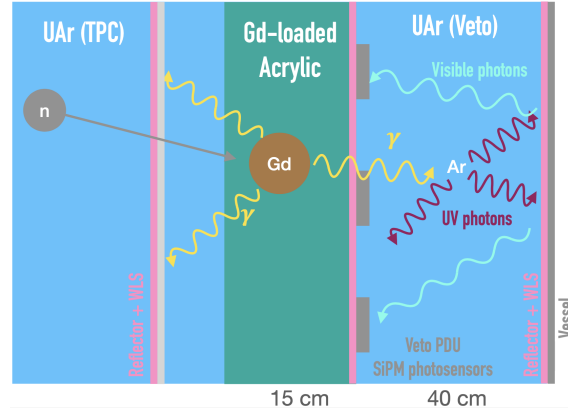 UAr (TPC)
Gd-loaded
Acrylic
UAr (Veto)
Visible photons
n
γ
Gd
Ar
γ
UV photons
Reflector + WLS
Reflector + WLS
Vessel
Veto PDU
SiPM photosensors
15 cm
40 cm